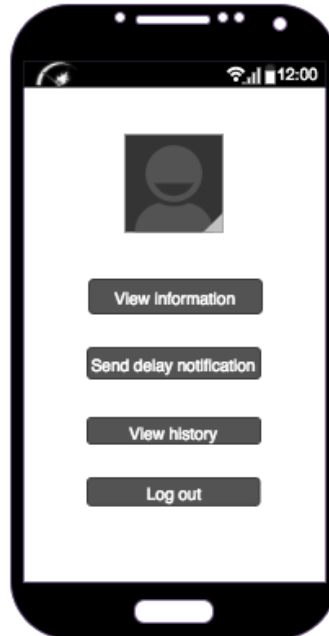 12:00
View information
Send delay notification
View history
Log out